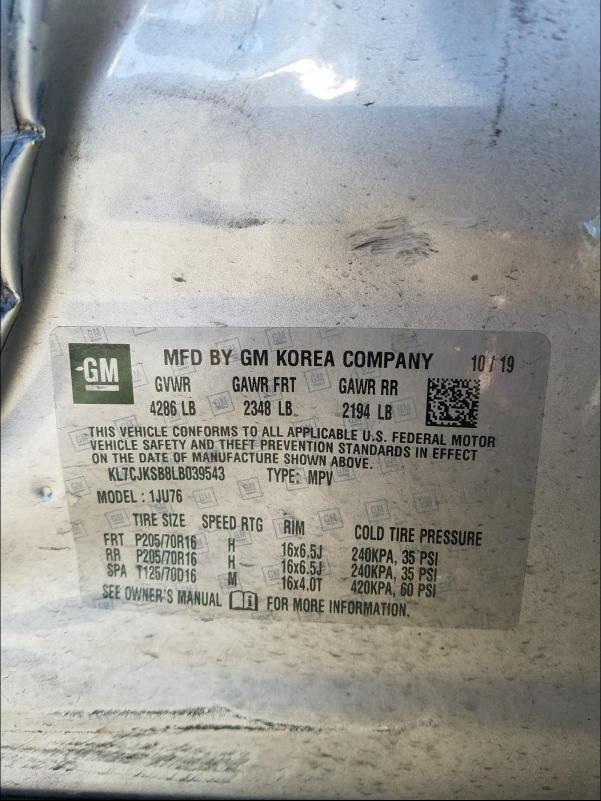 GM
MFD BY GM KOREA COMPANY 10 / 19
GVWR GAWR FRT GAWR RR
4286 LB 2348 LB 2194 LB
THIS VEHICLE CONFORMS TO ALL APPLICABLE U.S. FEDERAL MOTOR
VEHICLE SAFETY AND THEFT PREVENTION STANDARDS IN EFFECT
ON THE DATE OF MANUFACTURE SHOWN ABOVE.
KL7CJKSB8LB039543 TYPE: MPV
MODEL : 1JU76
TIRE SIZE SPEED RTG RIM COLD TIRE PRESSURE
FRT P205/70R16 H 16x6.5J 240KPA, 35 PSI
RR P205/70R16 H 16x6.5J 240KPA, 35 PSI
SPA T125/70D16 M 16x4.0T 420KPA, 60 PSI
SEE OWNER'S MANUAL FOR MORE INFORMATION.